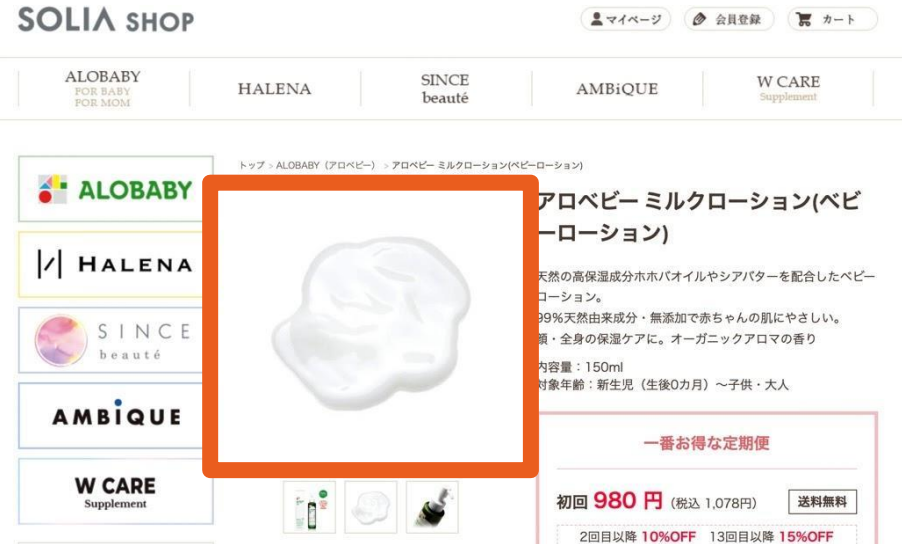 SOLIA SHOP
マイページ
会員登録
カート
ALOBABY
FOR BABY
FOR MOM
HALENA
SINCE
beauté
AMBiQUE
W CARE
Supplement
トップ > ALOBABY（アロベビー） > アロベビー ミルクローション(ベビーローション)
ALOBABY
HALENA
SINCE
beauté
AMBiQUE
W CARE
Supplement
アロベビー ミルクローション(ベビ
ーローション)
天然の高保湿成分ホホバオイルやシアバターを配合したベビー
ローション。
99%天然由来成分・無添加で赤ちゃんの肌にやさしい。
顔・全身の保湿ケアに。オーガニックアロマの香り
内容量：150ml
対象年齢：新生児（生後0カ月）〜子供・大人
一番お得な定期便
初回 980 円（税込 1,078円）
送料無料
2回目以降 10%OFF 13回目以降 15%OFF